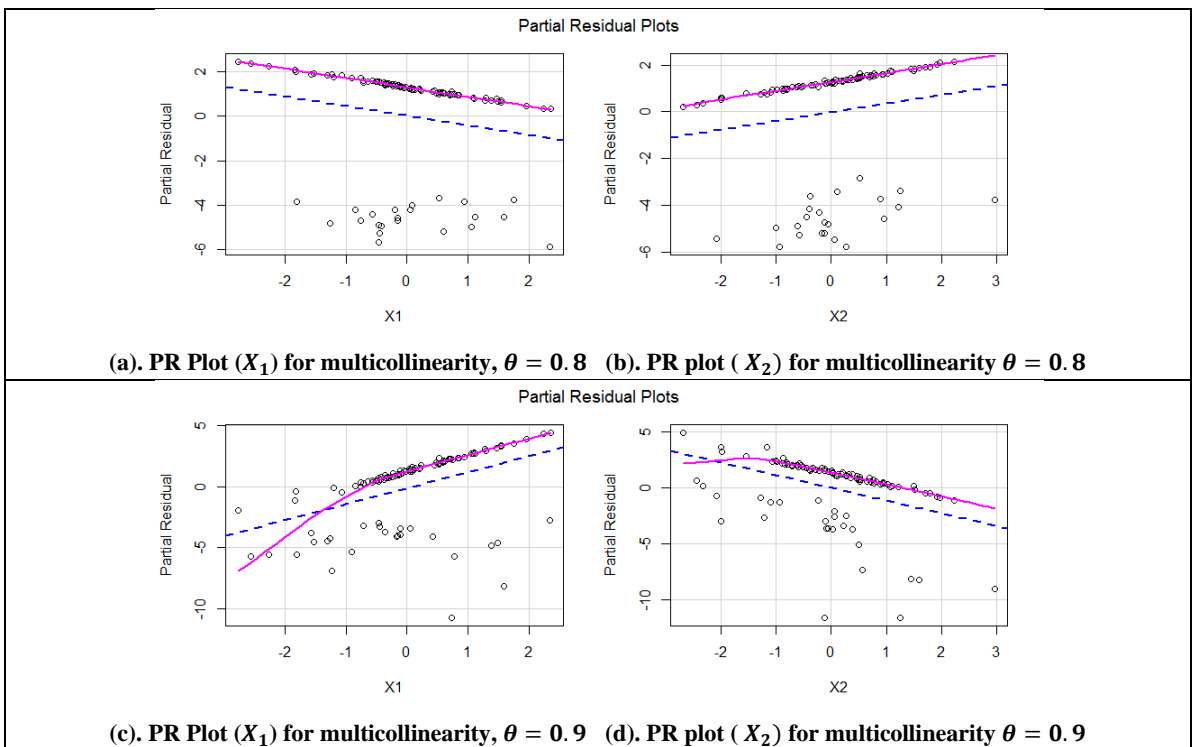 Partial Residual Plots
Partial Residual
2
0
-2
-4
-6
-2 -1 0 1 2
X1
Partial Residual
2
0
-2
-4
-6
-2 -1 0 1 2 3
X2
(a). PR Plot (X₁) for multicollinearity, θ = 0.8 (b). PR plot ( X₂) for multicollinearity θ = 0.8
Partial Residual Plots
Partial Residual
5
0
-5
-10
-2 -1 0 1 2
X1
Partial Residual
5
0
-5
-10
-2 -1 0 1 2 3
X2
(c). PR Plot (X₁) for multicollinearity, θ = 0.9 (d). PR plot ( X₂) for multicollinearity θ = 0.9